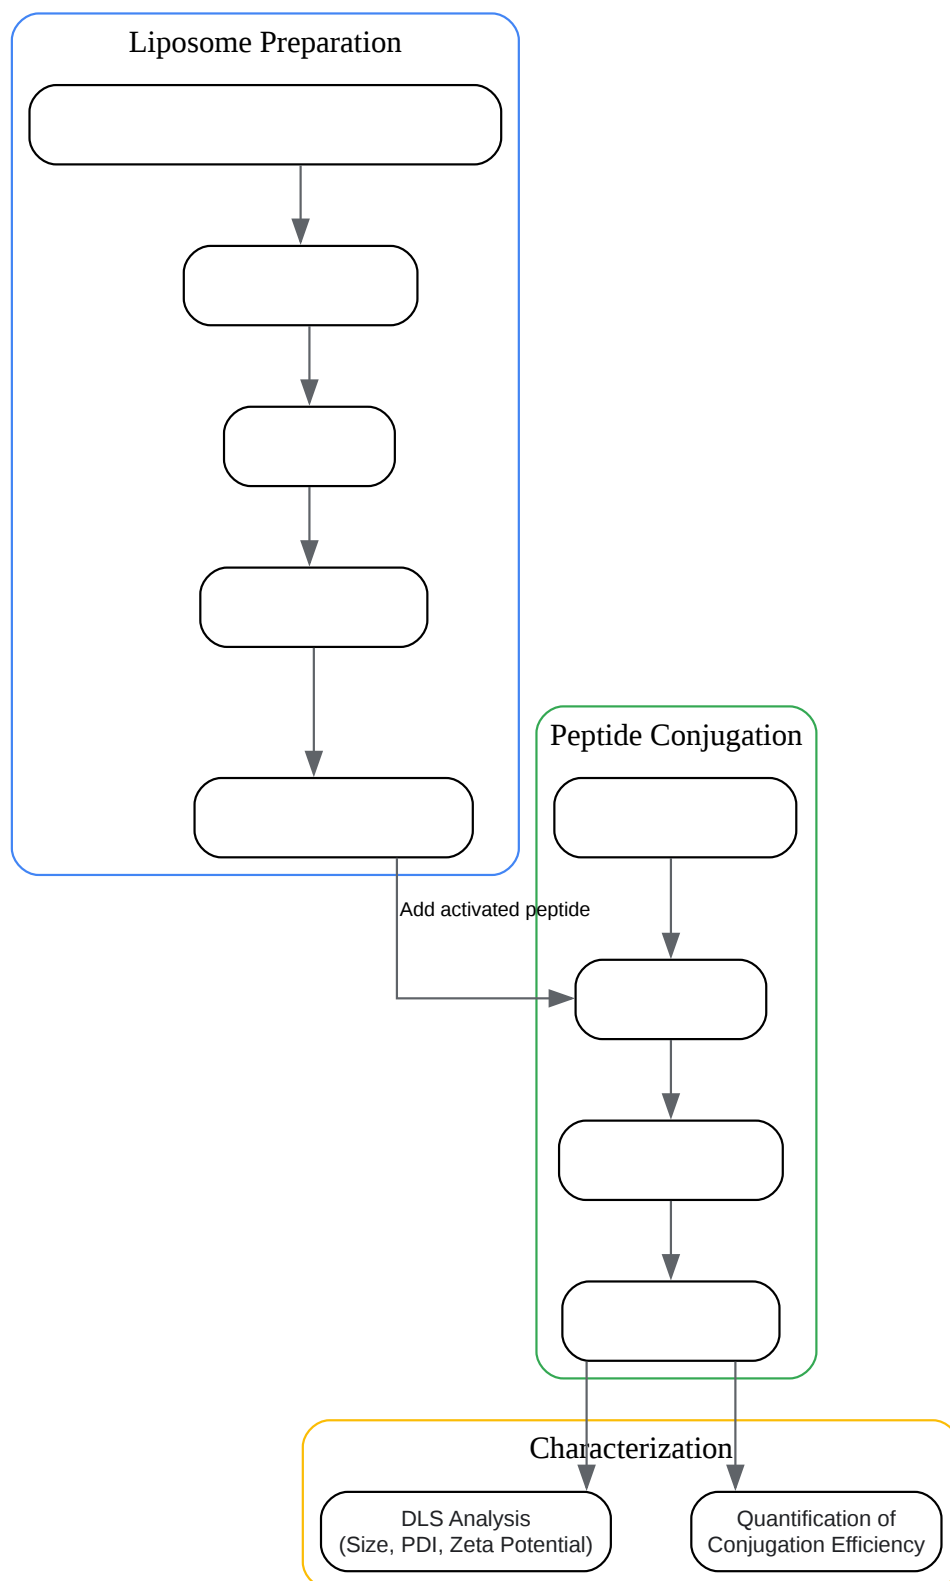 Liposome Preparation
Peptide Conjugation
Add activated peptide
Characterization
DLS Analysis
(Size, PDI, Zeta Potential)
Quantification of
Conjugation Efficiency